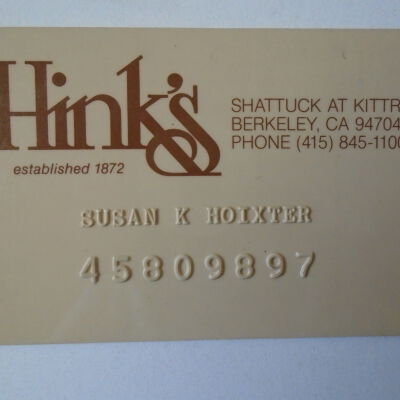 Hink's
established 1872
SHATTUCK AT KITTR
BERKELEY, CA 94704
PHONE (415) 845-1100
SUSAN K HOIXTER
45809897